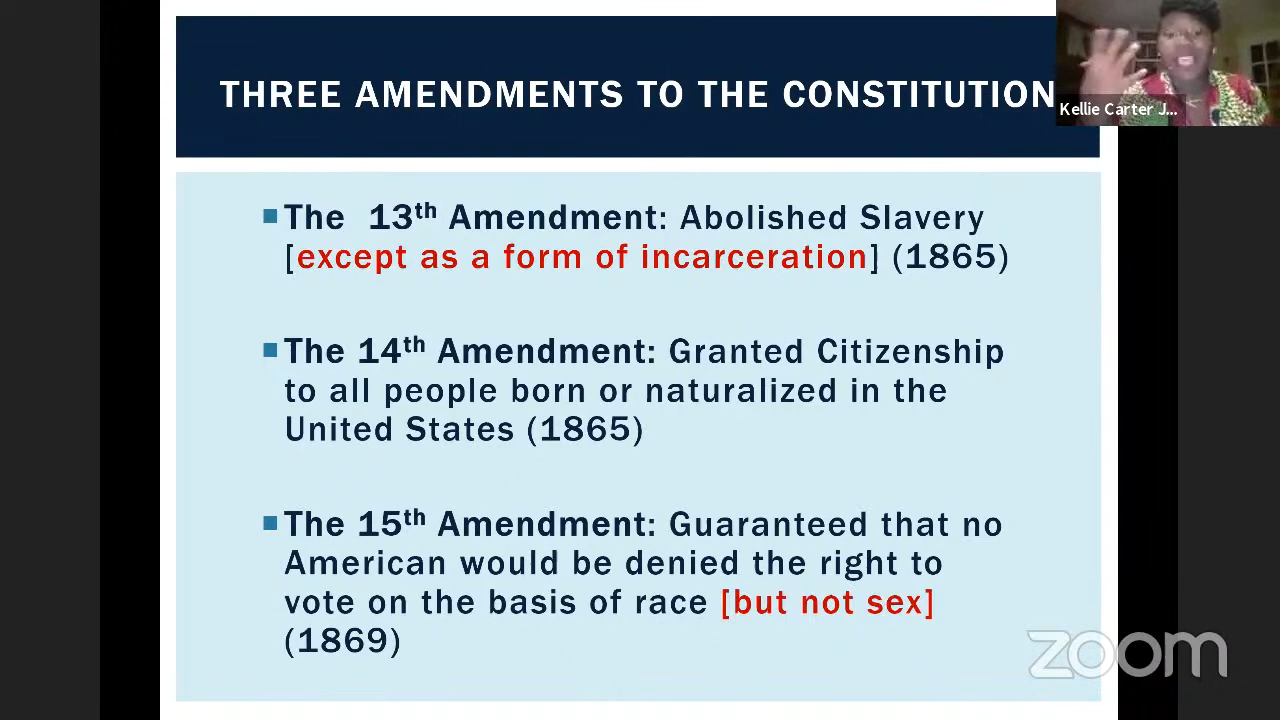 THREE AMENDMENTS TO THE CONSTITUTION
Kellie Carter J...
▪The 13th Amendment: Abolished Slavery
[except as a form of incarceration] (1865)
▪The 14th Amendment: Granted Citizenship
to all people born or naturalized in the
United States (1865)
▪The 15th Amendment: Guaranteed that no
American would be denied the right to
vote on the basis of race [but not sex]
(1869)
zoom